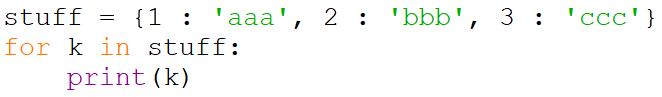 stuff = {1 : 'aaa', 2 : 'bbb', 3 : 'ccc'}
for k in stuff:
    print(k)